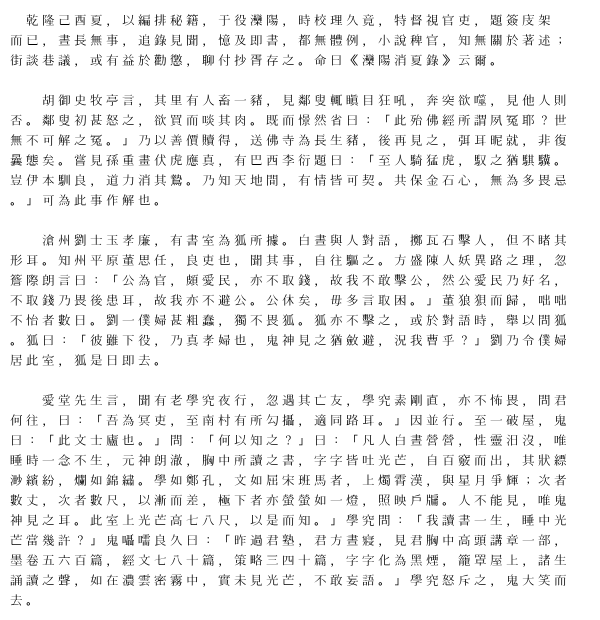 乾隆己酉夏，以編排秘籍，于役灤陽，時校理久竟，特督視官吏，題簽庋架
而已，晝長無事，追錄見聞，憶及即書，都無體例，小說稗官，知無關於著述；
街談巷議，或有益於勸懲，聊付抄胥存之。命曰《灤陽消夏錄》云爾。
胡御史牧亭言，其里有人畜一豬，見鄰叟輒瞋目狂吼，奔突欲噬，見他人則
否。鄰叟初甚怒之，欲買而啖其肉。既而憬然省曰：「此殆佛經所謂夙冤耶？世
無不可解之冤。」乃以善價贖得，送佛寺為長生豬，後再見之，弭耳昵就，非復
曩態矣。嘗見孫重畫伏虎應真，有巴西李衍題曰：「至人騎猛虎，馭之猶騏驥。
豈伊本馴良，道力消其鷙。乃知天地間，有情皆可契。共保金石心，無為多畏忌
。」可為此事作解也。
滄州劉士玉孝廉，有書室為狐所據。白晝與人對語，擲瓦石擊人，但不睹其
形耳。知州平原董思任，良吏也，聞其事，自往驅之。方盛陳人妖異路之理，忽
簷際朗言曰：「公為官，頗愛民，亦不取錢，故我不敢擊公，然公愛民乃好名，
不取錢乃畏後患耳，故我亦不避公。公休矣，毋多言取困。」董狼狽而歸，咄咄
不怡者數日。劉一僕婦甚粗蠢，獨不畏狐。狐亦不擊之，或於對語時，舉以問狐
。狐曰：「彼雖下役，乃真孝婦也，鬼神見之猶斂避，況我曹乎？」劉乃令僕婦
居此室，狐是日即去。
愛堂先生言，聞有老學究夜行，忽遇其亡友，學究素剛直，亦不怖畏，問君
何往，曰：「吾為冥吏，至南村有所勾攝，適同路耳。」因並行。至一破屋，鬼
曰：「此文士廬也。」問：「何以知之？」曰：「凡人白晝營營，性靈汨沒，唯
睡時一念不生，元神朗澈，胸中所讀之書，字字皆吐光芒，自百竅而出，其狀縹
渺繽紛，爛如錦繡。學如鄭孔，文如屈宋班馬者，上燭霄漢，與星月爭輝；次者
數丈，次者數尺，以漸而差，極下者亦螢螢如一燈，照映戶牖。人不能見，唯鬼
神見之耳。此室上光芒高七八尺，以是而知。」學究問：「我讀書一生，睡中光
芒當幾許？」鬼囁嚅良久曰：「昨過君塾，君方晝寢，見君胸中高頭講章一部，
墨卷五六百篇，經文七八十篇，策略三四十篇，字字化為黑煙，籠罩屋上，諸生
誦讀之聲，如在濃雲密霧中，實未見光芒，不敢妄語。」學究怒斥之，鬼大笑而
去。